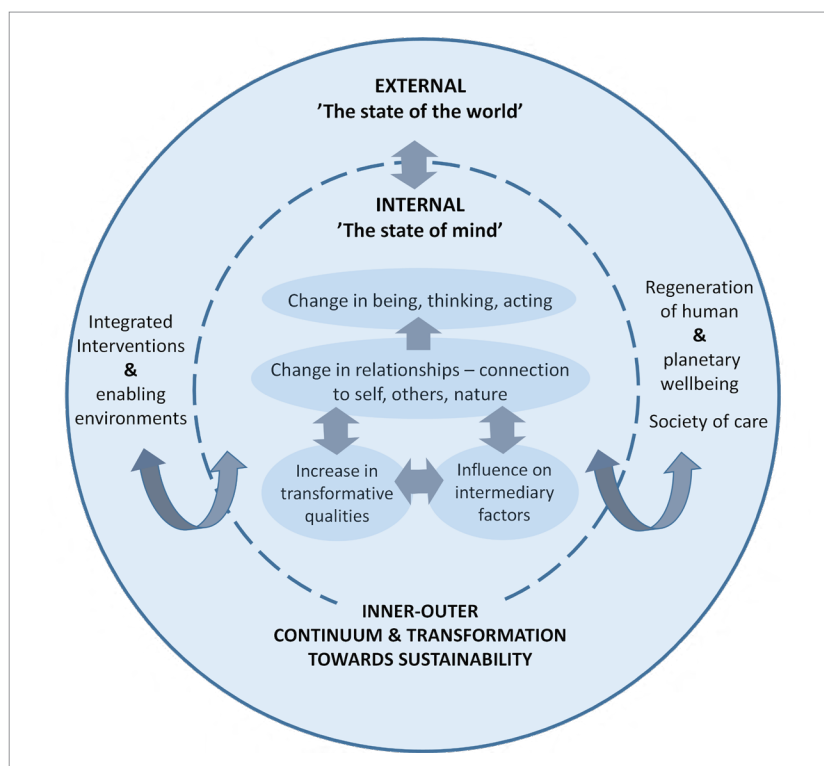 EXTERNAL
’The state of the world’
INTERNAL
'The state of mind’
Change in being, thinking, acting
Change in relationships – connection
to self, others, nature
Increase in
transformative
qualities
Influence on
intermediary
factors
Integrated
Interventions
&
enabling
environments
Regeneration
of human
&
planetary
wellbeing
Society of care
INNER-OUTER
CONTINUUM & TRANSFORMATION
TOWARDS SUSTAINABILITY